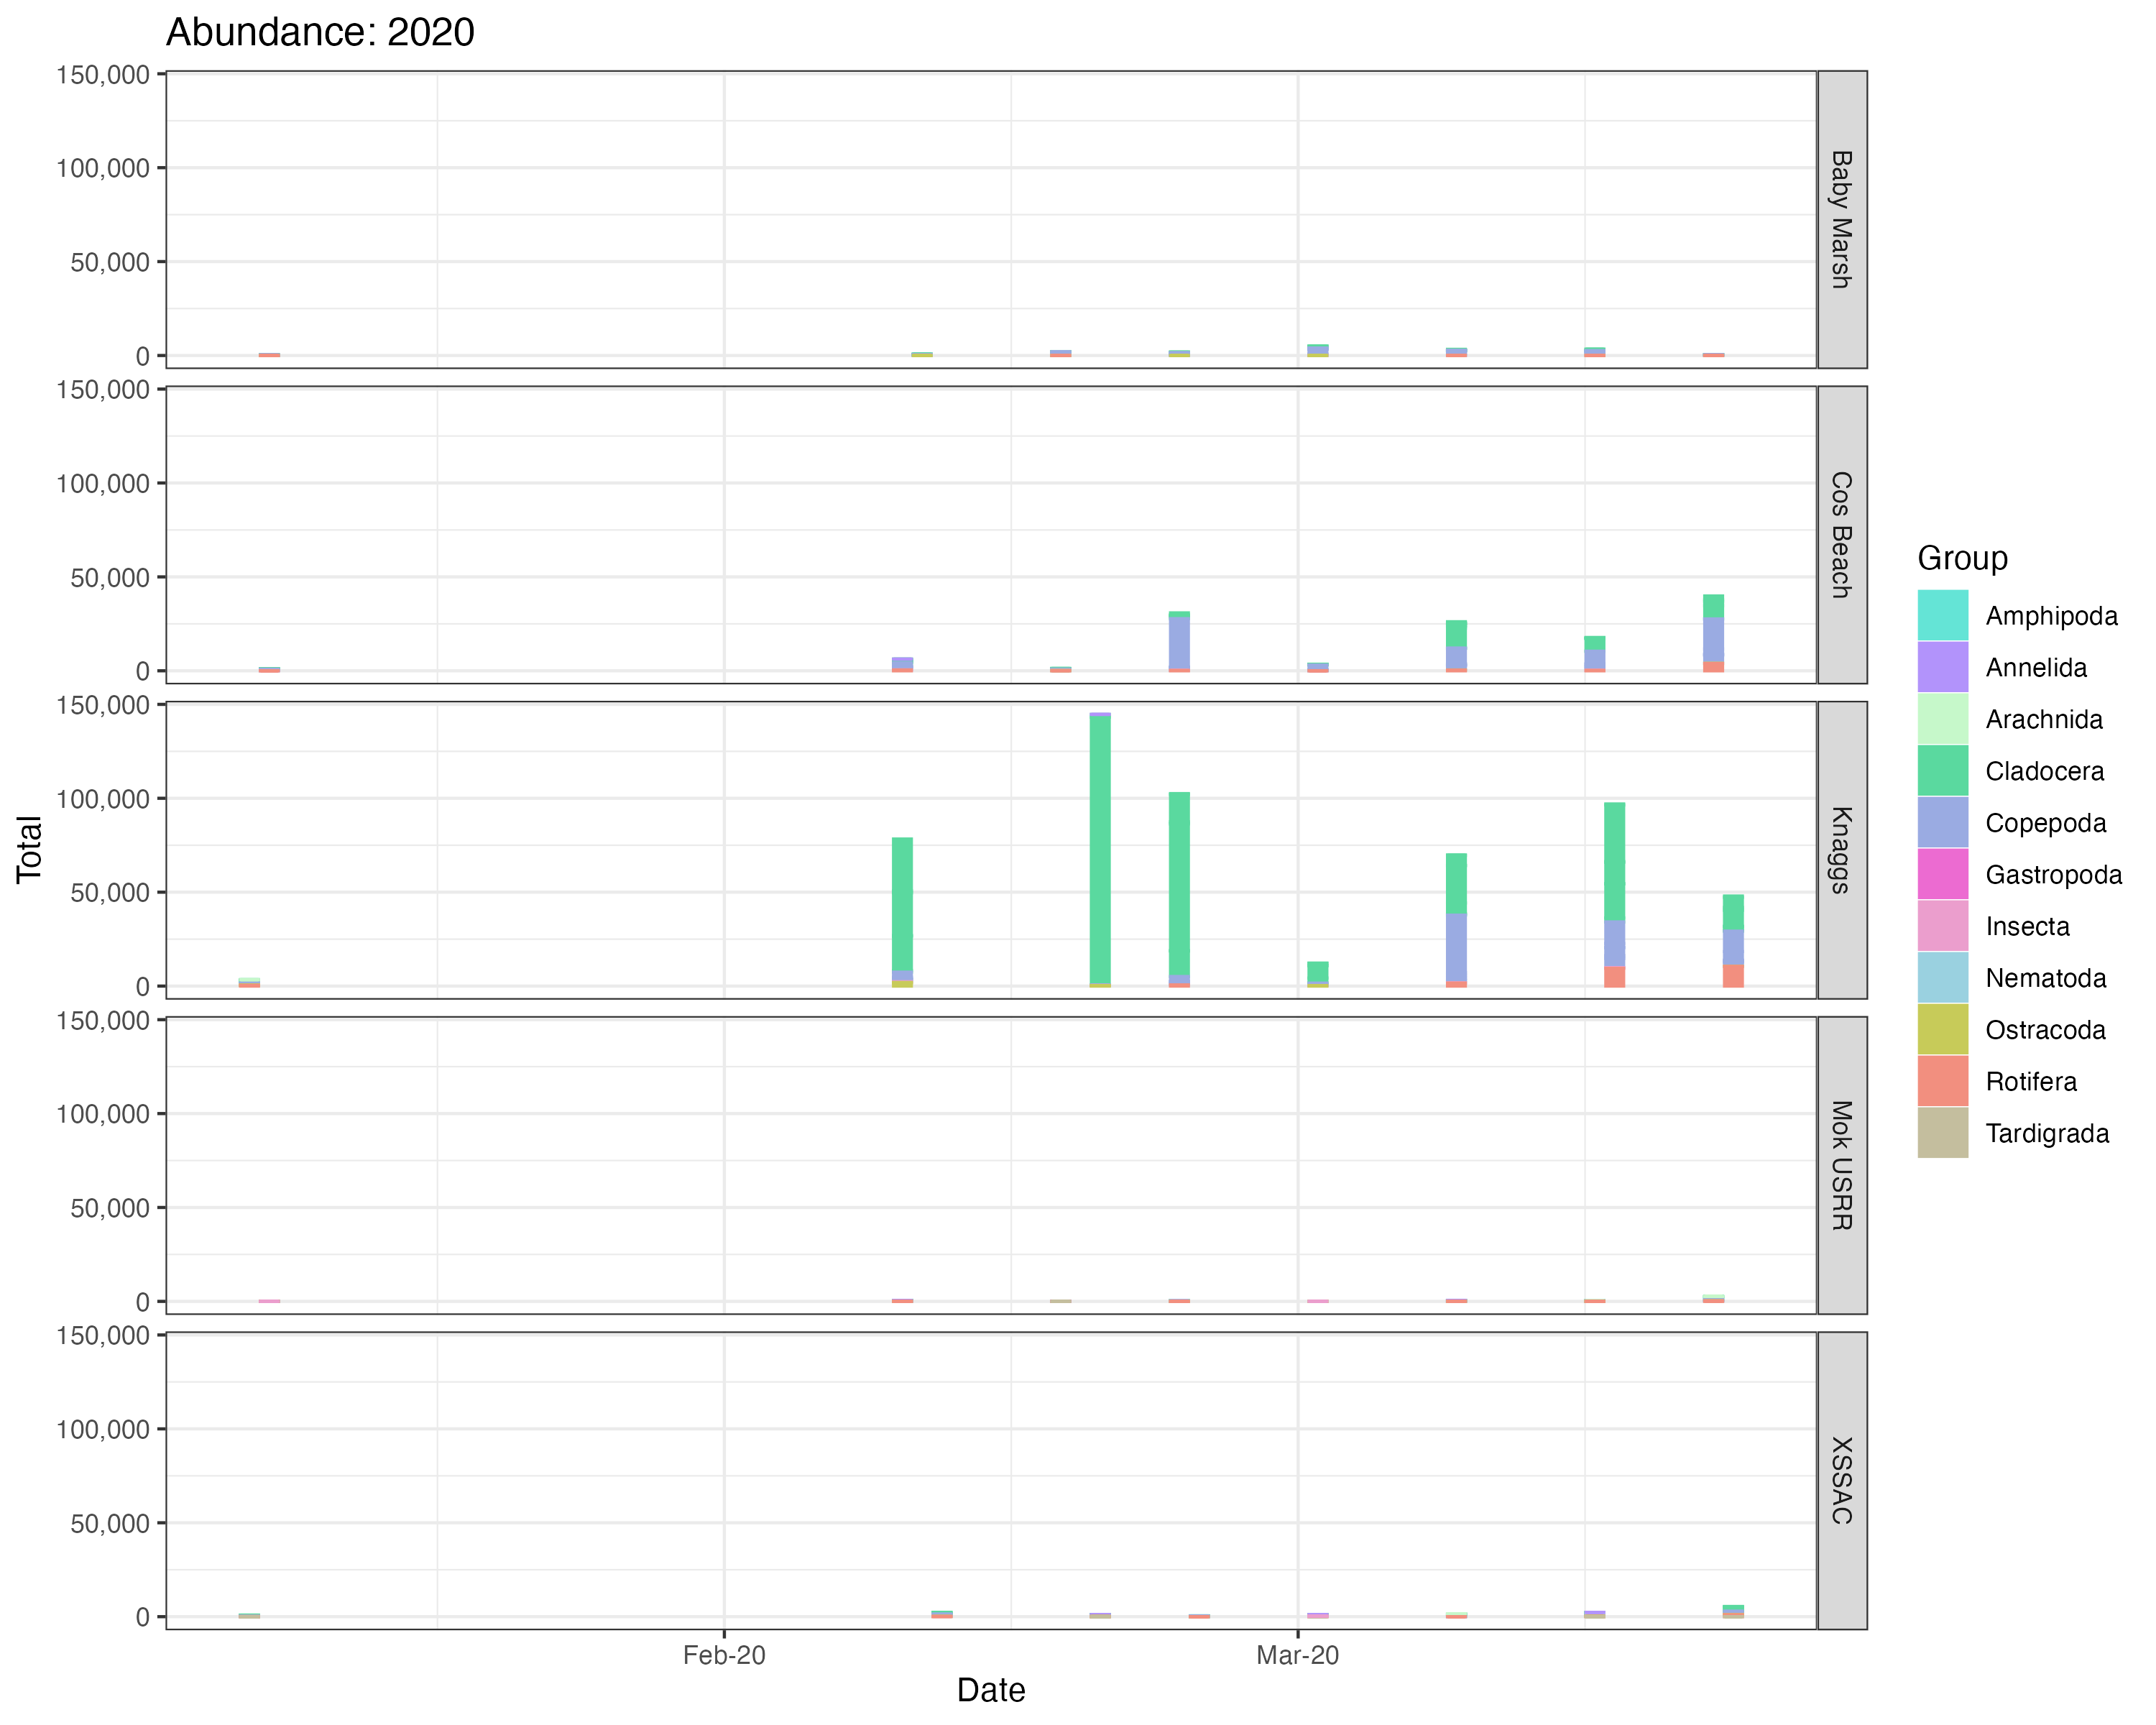 Abundance: 2020
150,000
100,000
50,000
0
Baby Marsh
150,000
100,000
50,000
0
Cos Beach
150,000
100,000
50,000
0
Knaggs
150,000
100,000
50,000
0
Mok USRR
150,000
100,000
50,000
0
XSSAC
Total
Feb-20
Mar-20
Date
Group
Amphipoda
Annelida
Arachnida
Cladocera
Copepoda
Gastropoda
Insecta
Nematoda
Ostracoda
Rotifera
Tardigrada